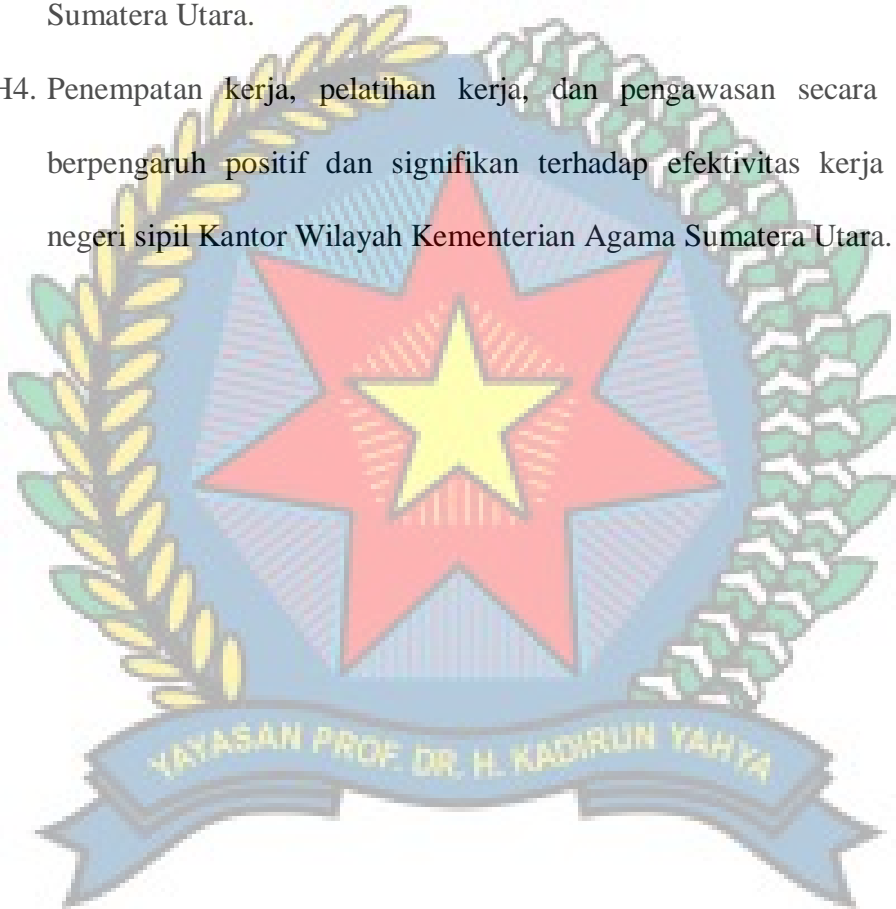 Sumatera Utara.
H4. Penempatan kerja, pelatihan kerja, dan pengawasan secara
berpengaruh positif dan signifikan terhadap efektivitas kerja
negeri sipil Kantor Wilayah Kementerian Agama Sumatera Utara.
YAYASAN PROF. DR. H. KADIRUN YAHYA